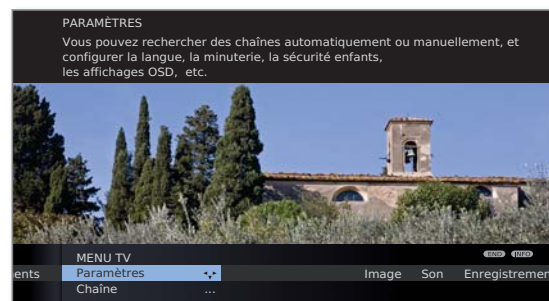 PARAMÈTRES
Vous pouvez rechercher des chaînes automatiquement ou manuellement, et
configurer la langue, la minuterie, la sécurité enfants,
les affichages OSD, etc.
MENU TV
END INFO
ents Paramètres Image Son Enregistremen
Chaîne ...